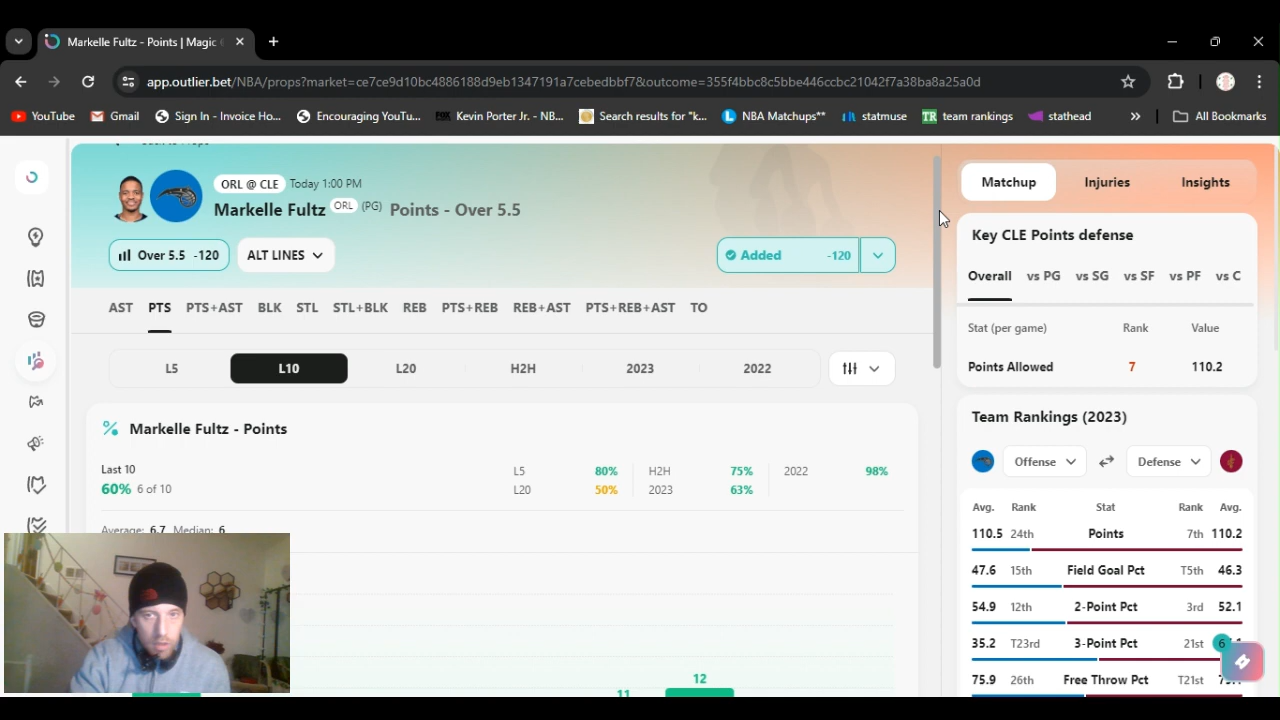 Markelle Fultz - Points | Magic
app.outlier.bet/NBA/props?market=ce7ce9d10bc4886188d9eb1347191a7cebedbbf7&outcome=355f4bbc8c5bbe446ccbc21042f7a38ba8a25a0d
YouTube Gmail Sign In - Invoice Ho... Encouraging YouTu... Kevin Porter Jr. - NB... Search results for "k... NBA Matchups** statmuse team rankings stathead » All Bookmarks
ORL @ CLE Today 1:00 PM
Markelle Fultz ORL (PG) Points - Over 5.5
Over 5.5 -120 ALT LINES Added -120
AST PTS PTS+AST BLK STL STL+BLK REB PTS+REB REB+AST PTS+REB+AST TO
L5 L10 L20 H2H 2023 2022
Markelle Fultz - Points
Last 10 L5 80% H2H 75% 2022 98%
60% 6 of 10 L20 50% 2023 63%
Average: 6.7 Median: 6
11 12
Matchup Injuries Insights
Key CLE Points defense
Overall vs PG vs SG vs SF vs PF vs C
Stat (per game) Rank Value
Points Allowed 7 110.2
Team Rankings (2023)
Offense Defense
Avg. Rank Stat Rank Avg.
110.5 24th Points 7th 110.2
47.6 15th Field Goal Pct T5th 46.3
54.9 12th 2-Point Pct 3rd 52.1
35.2 T23rd 3-Point Pct 21st
75.9 26th Free Throw Pct T21st